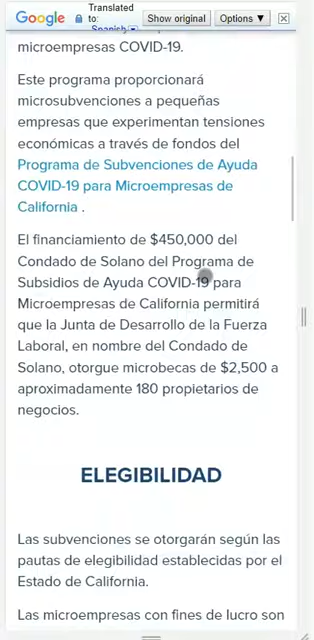 Google
Translated
to:
Spanish
Show original
Options ▼
microempresas COVID-19.
Este programa proporcionará
microsubvenciones a pequeñas
empresas que experimentan tensiones
económicas a través de fondos del
Programa de Subvenciones de Ayuda
COVID-19 para Microempresas de
California .
El financiamiento de $450,000 del
Condado de Solano del Programa de
Subsidios de Ayuda COVID-19 para
Microempresas de California permitirá
que la Junta de Desarrollo de la Fuerza
Laboral, en nombre del Condado de
Solano, otorgue microbecas de $2,500 a
aproximadamente 180 propietarios de
negocios.
ELEGIBILIDAD
Las subvenciones se otorgarán según las
pautas de elegibilidad establecidas por el
Estado de California.
Las microempresas con fines de lucro son